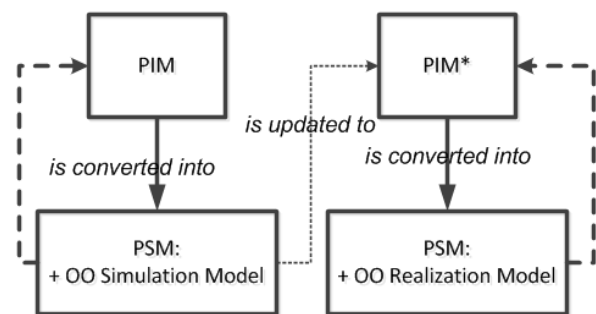 PIM
PIM*
is updated to
is converted into
is converted into
PSM:
+ OO Simulation Model
PSM:
+ OO Realization Model